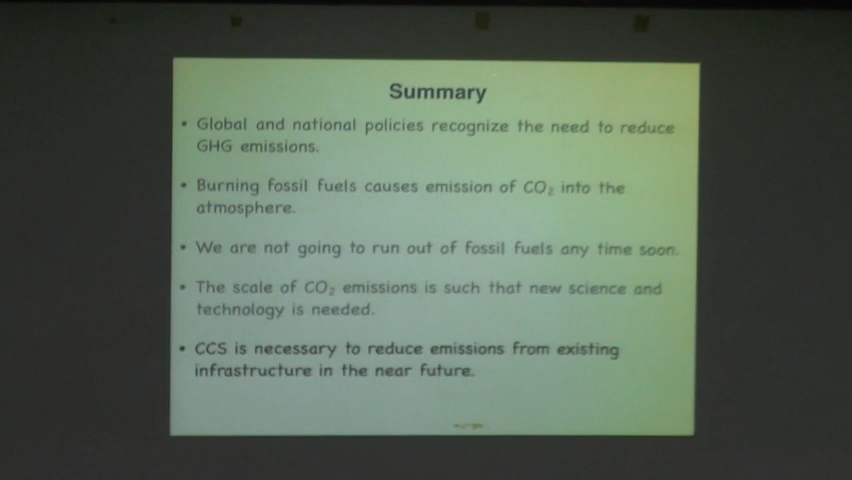 Summary
• Global and national policies recognize the need to reduce
GHG emissions.
• Burning fossil fuels causes emission of CO₂ into the
atmosphere.
• We are not going to run out of fossil fuels any time soon.
• The scale of CO₂ emissions is such that new science and
technology is needed.
• CCS is necessary to reduce emissions from existing
infrastructure in the near future.